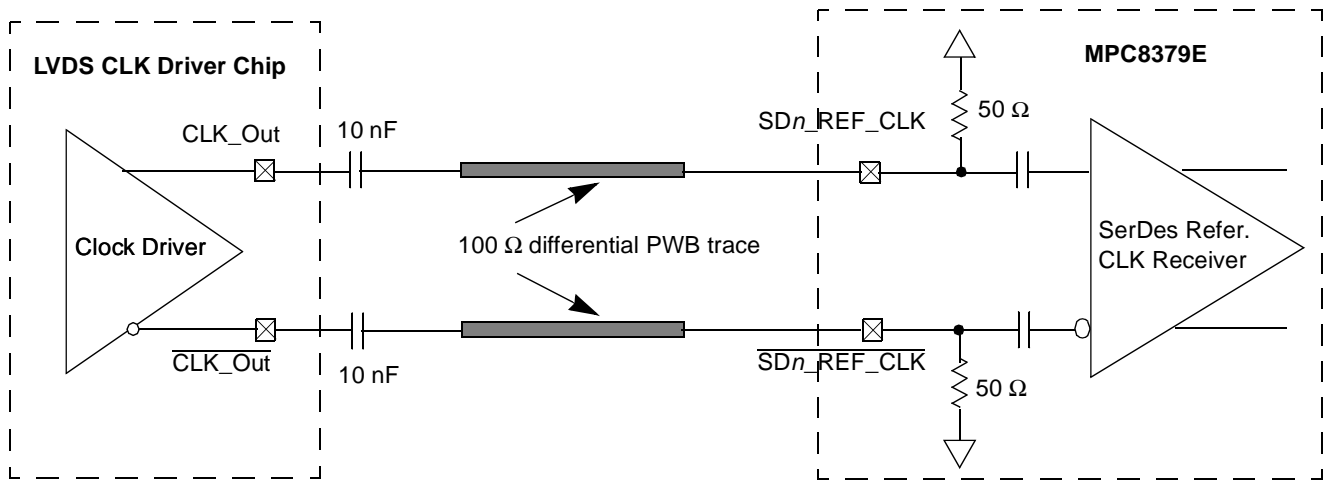 LVDS CLK Driver Chip
MPC8379E
CLK_Out
10 nF
SDn_REF_CLK
50 Ω
Clock Driver
100 Ω differential PWB trace
SerDes Refer.
CLK Receiver
CLK_Out
10 nF
SDn_REF_CLK
50 Ω